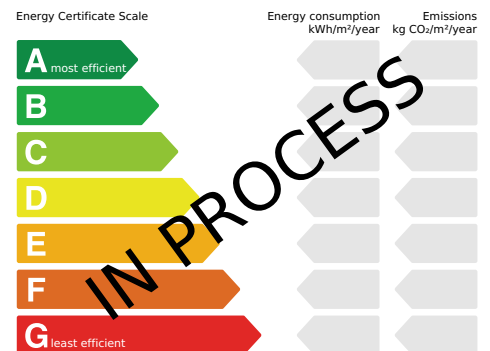 Energy Certificate Scale
Energy consumption
kWh/m²/year
Emissions
kg CO₂/m²/year
A most efficient
B
C
D
E
F
G least efficient
IN PROCESS